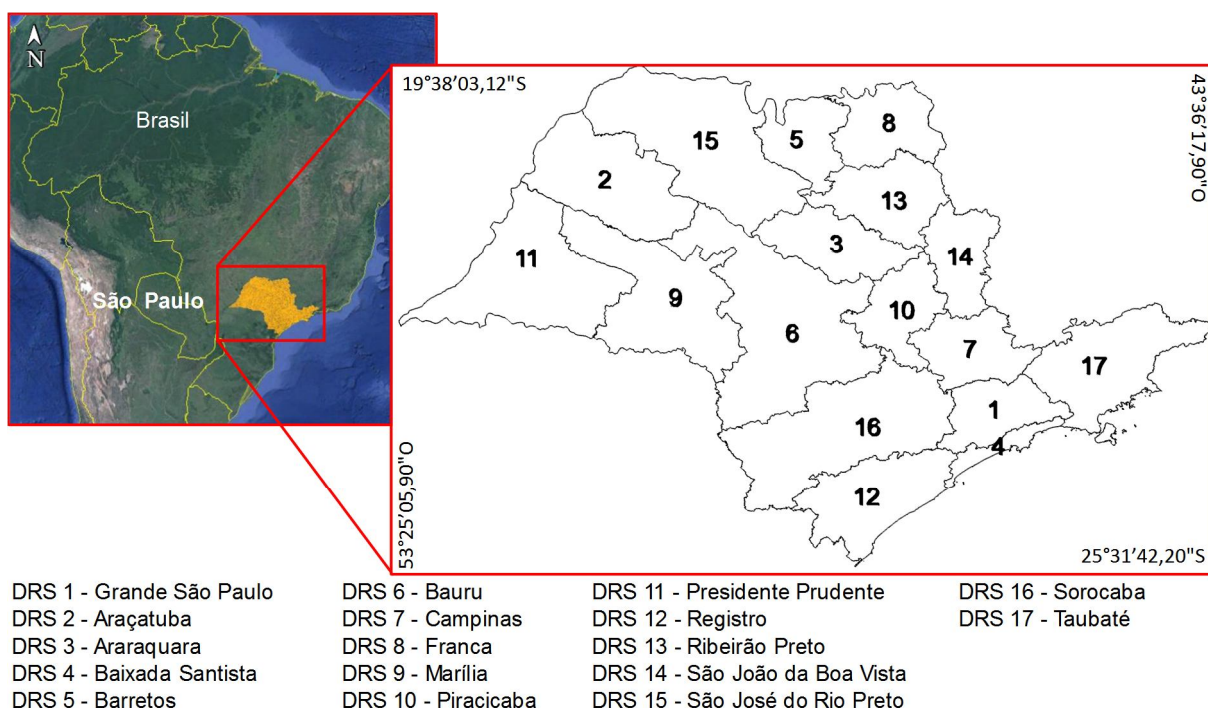 N
Brasil
São Paulo
19°38'03,12"S
43°36'17,90"O
15
5
8
2
13
3
14
11
9
10
6
7
17
1
16
4
12
53°25'05,90"O
25°31'42,20"S
DRS 1 - Grande São Paulo
DRS 2 - Araçatuba
DRS 3 - Araraquara
DRS 4 - Baixada Santista
DRS 5 - Barretos
DRS 6 - Bauru
DRS 7 - Campinas
DRS 8 - Franca
DRS 9 - Marília
DRS 10 - Piracicaba
DRS 11 - Presidente Prudente
DRS 12 - Registro
DRS 13 - Ribeirão Preto
DRS 14 - São João da Boa Vista
DRS 15 - São José do Rio Preto
DRS 16 - Sorocaba
DRS 17 - Taubaté